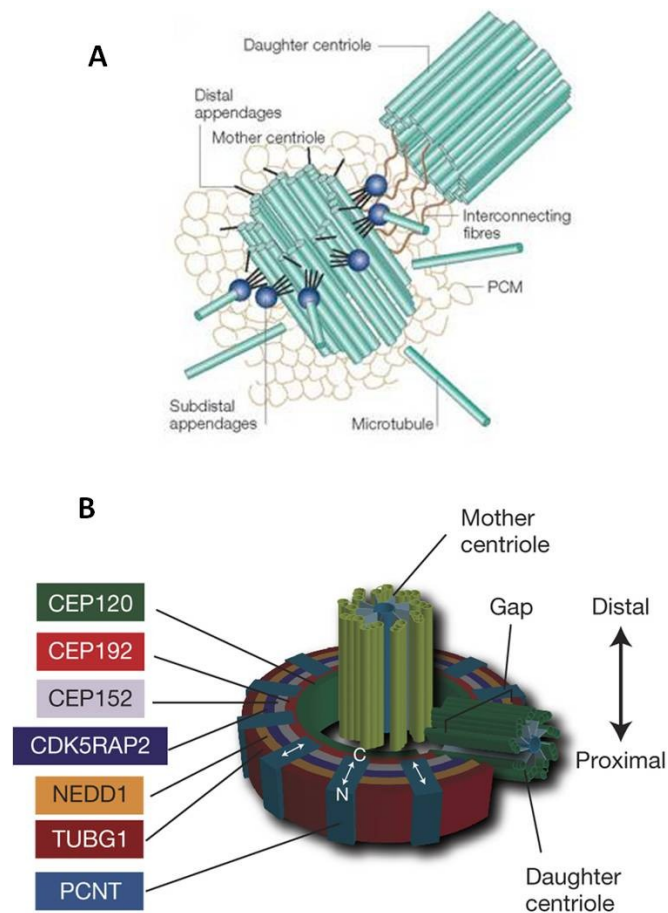 A
Daughter centriole
Distal
appendages
Mother centriole
Interconnecting
fibres
PCM
Subdistal
appendages
Microtubule
B
Mother
centriole
CEP120
Gap
Distal
CEP192
CEP152
CDK5RAP2
Proximal
C
N
NEDD1
TUBG1
PCNT
Daughter
centriole